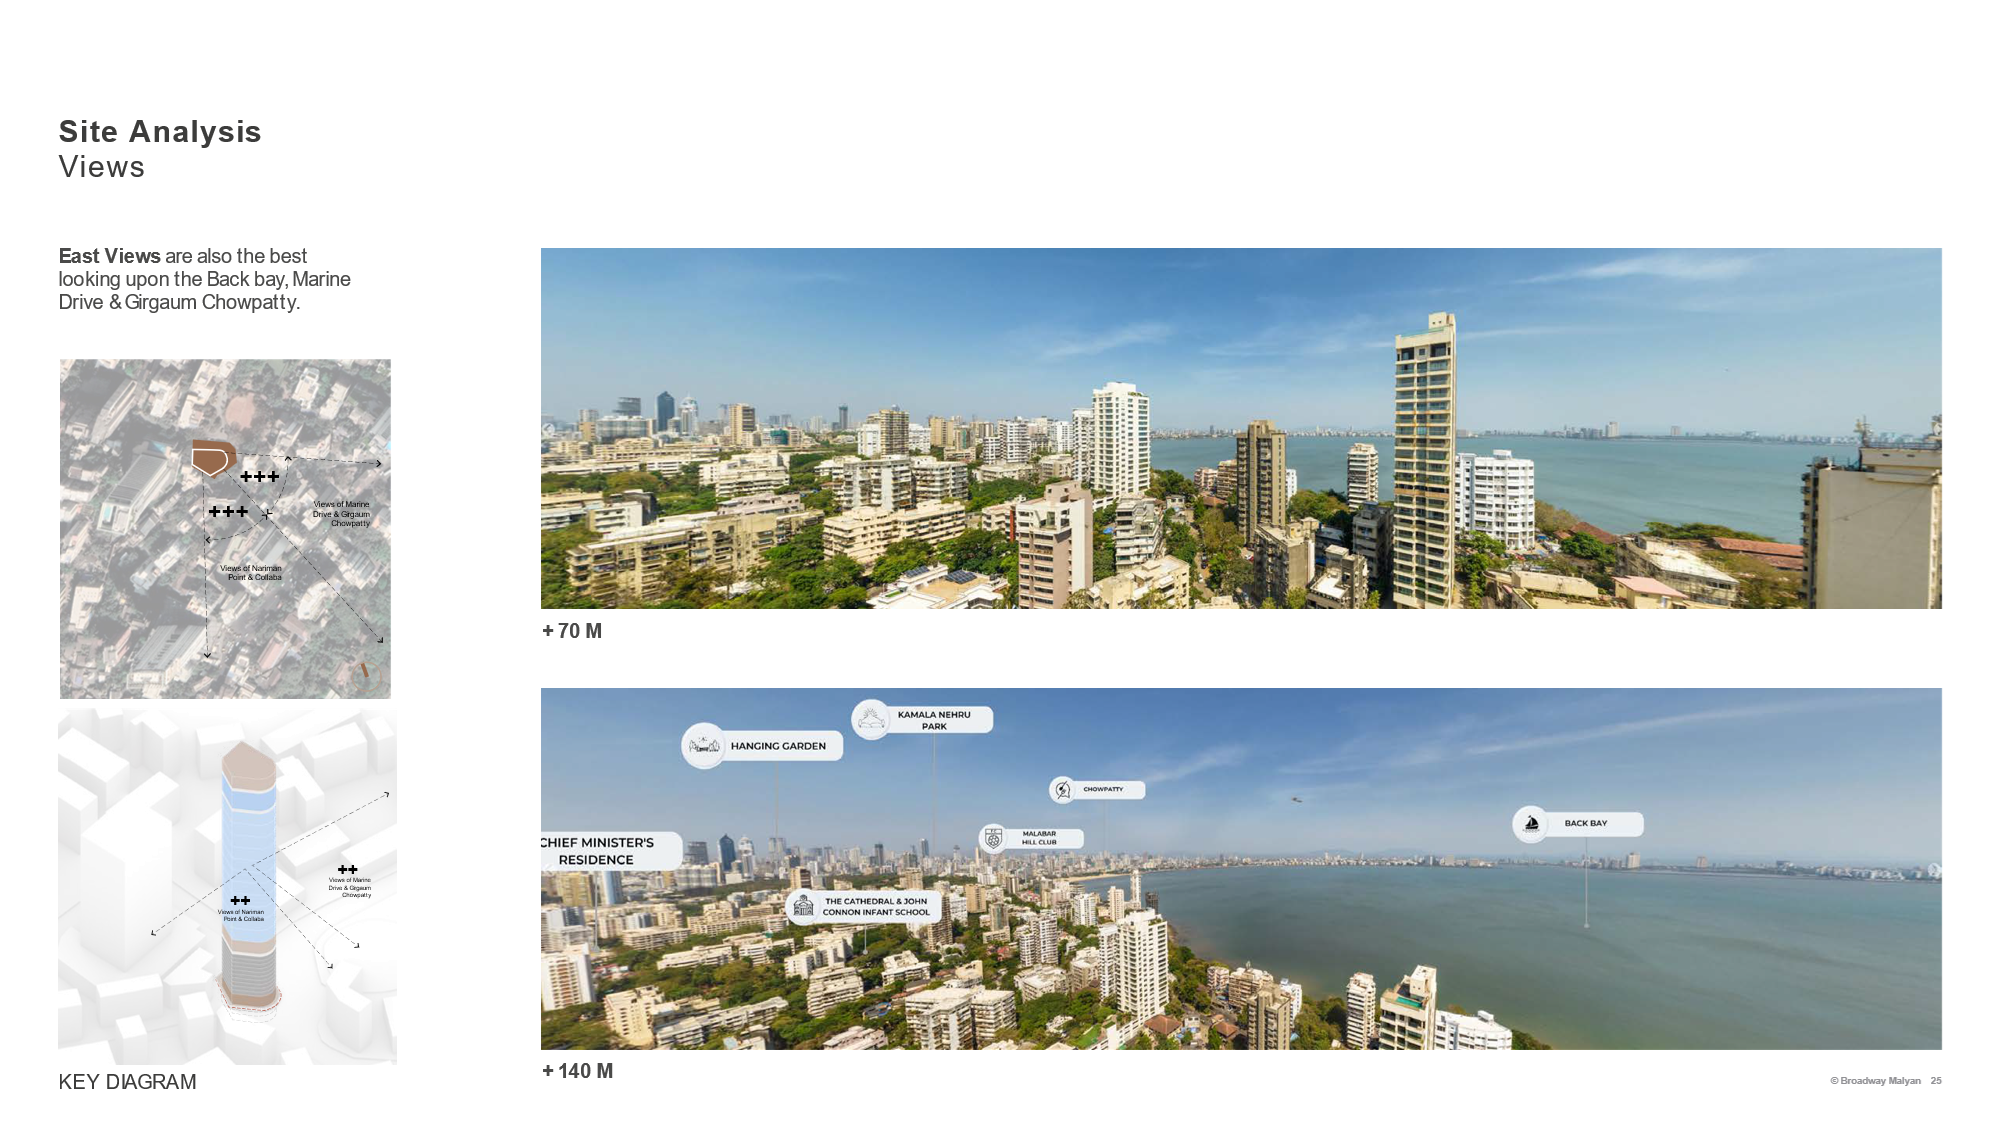 Site Analysis
Views
East Views are also the best
looking upon the Back bay, Marine
Drive & Girgaum Chowpatty.
+++
+++
Views of Marine
Drive & Girgaum
Chowpatty
Views of Nariman
Point & Collaba
++
Views of Marine
Drive & Girgaum
Chowpatty
++
Views of Nariman
Point & Collaba
KEY DIAGRAM
+ 70 M
KAMALA NEHRU
PARK
HANGING GARDEN
CHOWPATTY
MALABAR
HILL CLUB
BACK BAY
CHIEF MINISTER'S
RESIDENCE
THE CATHEDRAL & JOHN
CONNON INFANT SCHOOL
+ 140 M
© Broadway Malyan 25